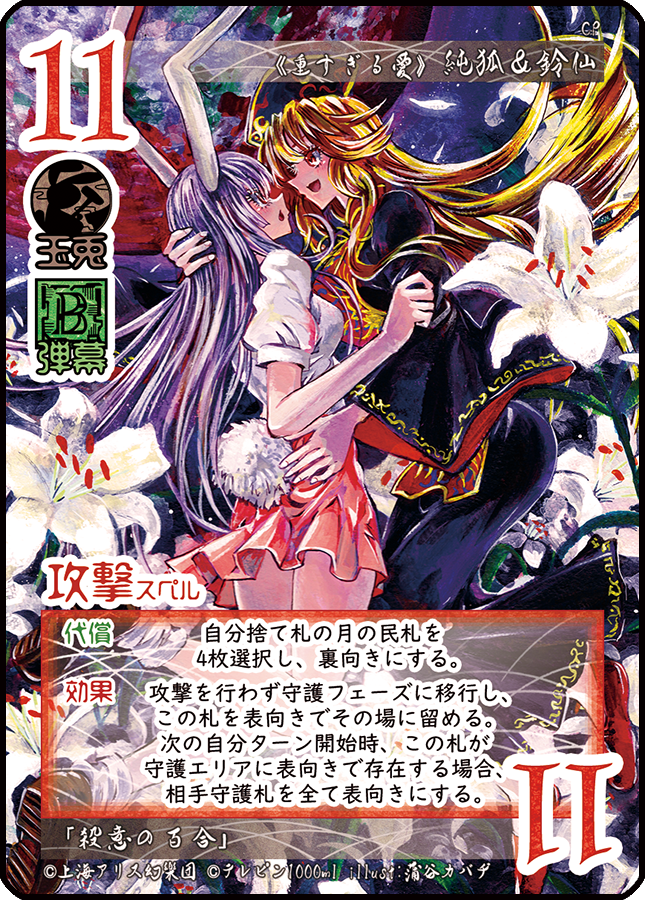 11
C.P
《重すぎる愛》 純狐&鈴仙
玉兎
B
弾幕
攻撃スペル
代償 自分捨て札の月の民札を
4枚選択し、裏向きにする。
効果 攻撃を行わず守護フェーズに移行し、
この札を表向きでその場に留める。
次の自分ターン開始時、この札が
守護エリアに表向きで存在する場合、
相手守護札を全て表向きにする。
11
「殺意の百合」
©上海アリス幻樂団 ©テレピン1000ml illust:蒲谷カバヂ